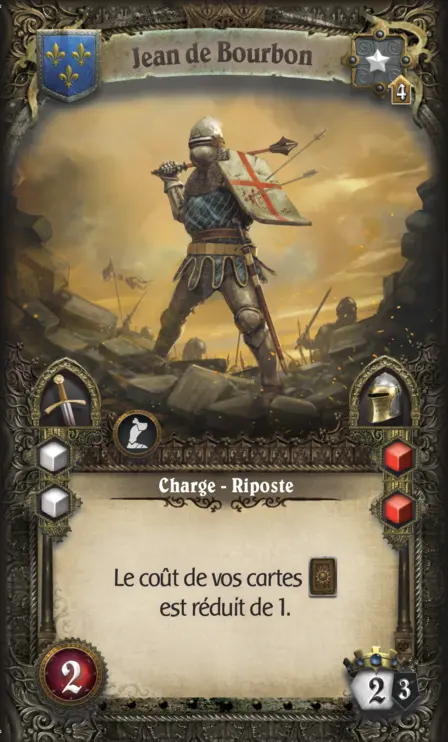 Jean de Bourbon
4
Charge - Riposte
Le coût de vos cartes
est réduit de 1.
2
2 3